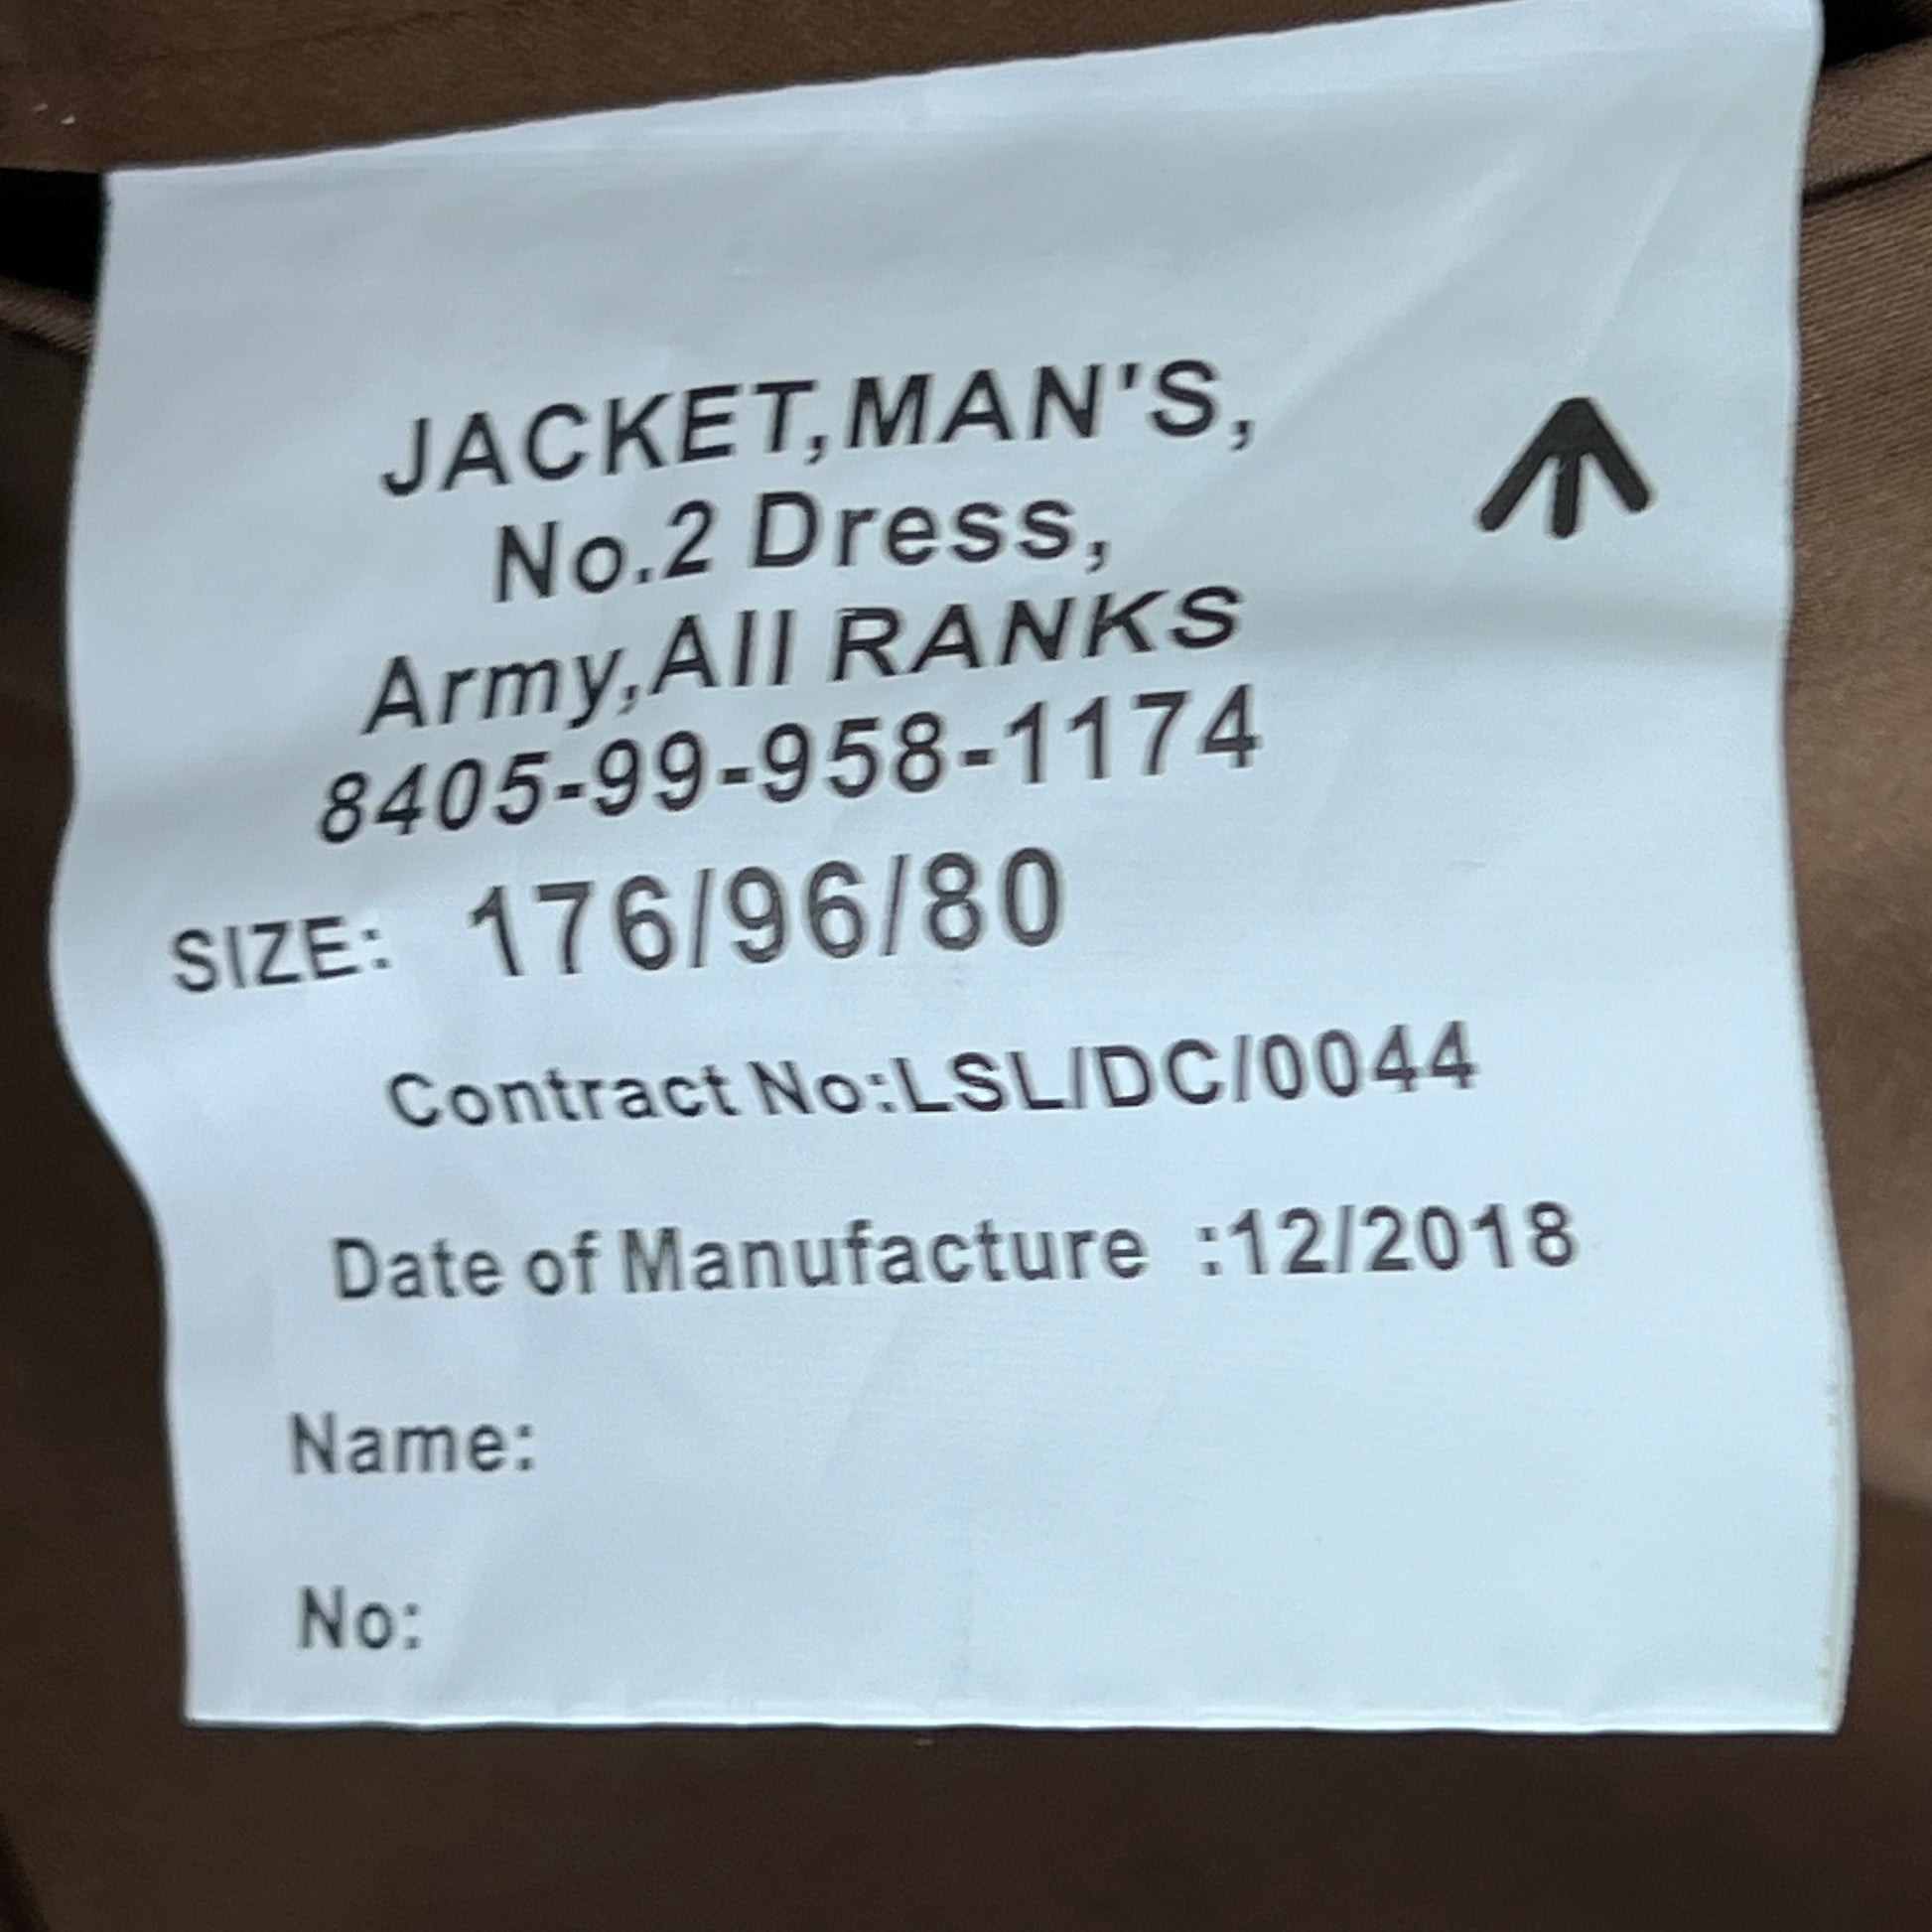 JACKET,MAN'S,
No.2 Dress,
Army,All RANKS
8405-99-958-1174
SIZE: 176/96/80
Contract No:LSL/DC/0044
Date of Manufacture :12/2018
Name:
No: